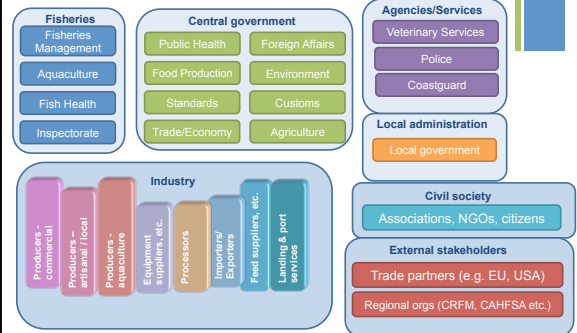 Fisheries
Fisheries
Management
Aquaculture
Fish Health
Inspectorate
Central government
Public Health
Foreign Affairs
Food Production
Environment
Standards
Customs
Trade/Economy
Agriculture
Agencies/Services
Veterinary Services
Police
Coastguard
Local administration
Local government
Industry
Producers -
commercial
Producers –
artisanal / local
Producers -
aquaculture
Equipment
suppliers, etc.
Processors
Importers/
Exporters
Feed suppliers, etc.
Landing & port
services
Civil society
Associations, NGOs, citizens
External stakeholders
Trade partners (e.g. EU, USA)
Regional orgs (CRFM, CAHFSA etc.)